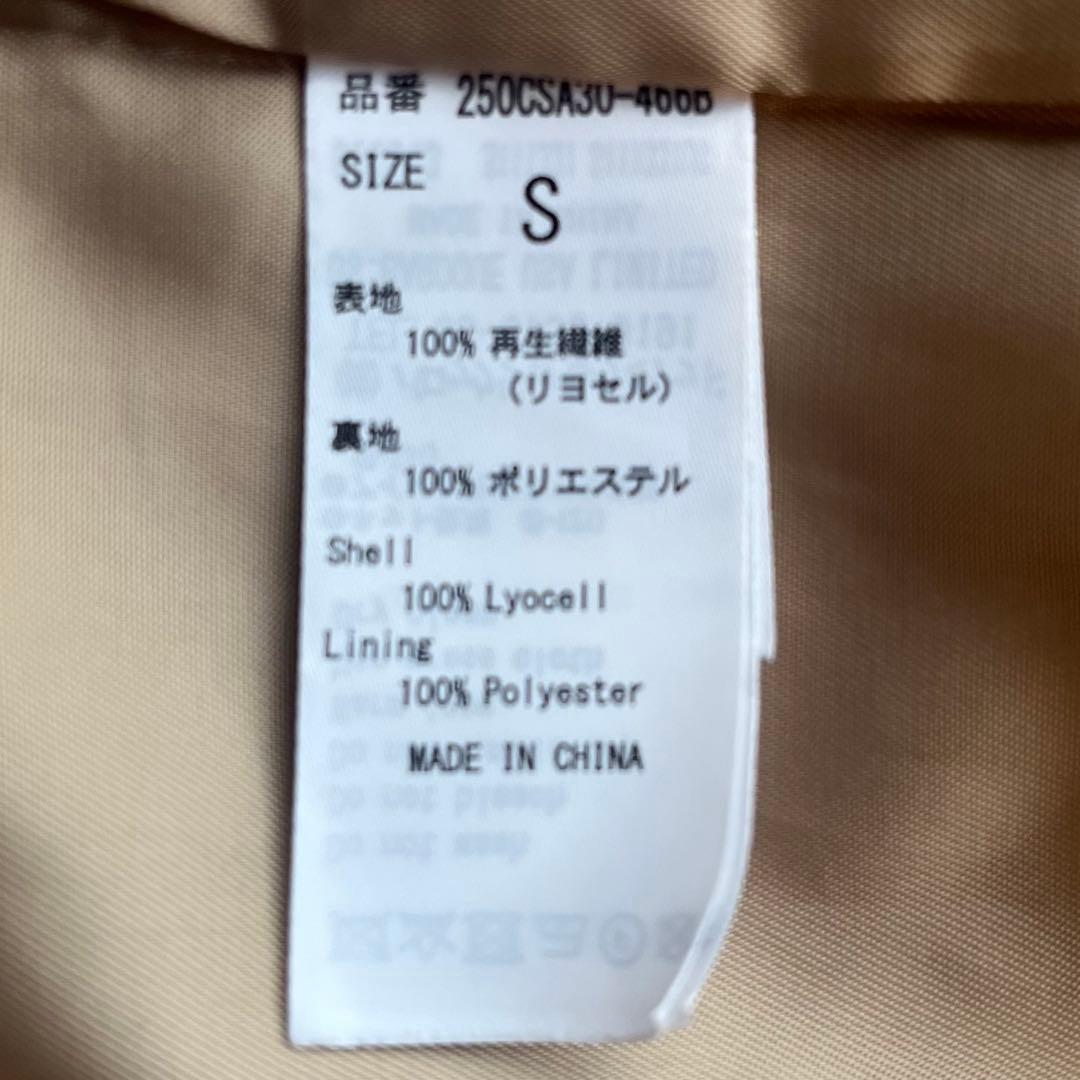 品番 250CSA30-466B
SIZE
S
表地
100% 再生繊維
(リヨセル)
裏地
100% ポリエステル
Shell
100% Lyocell
Lining
100% Polyester
MADE IN CHINA